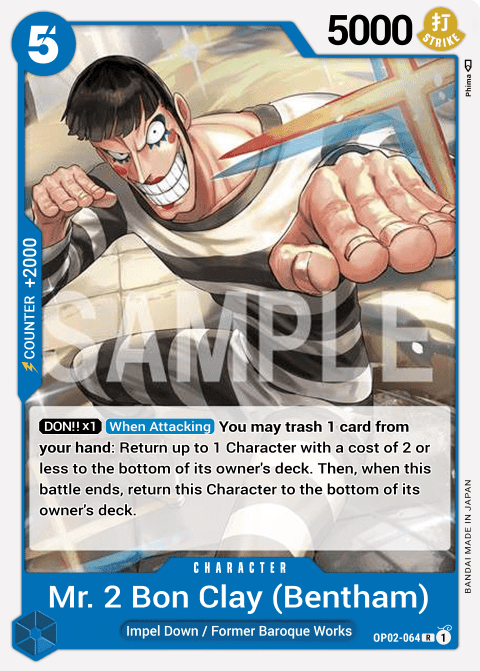 5
5000
打
STRIKE
Phima
COUNTER +2000
SAMPLE
DON!! x1 When Attacking You may trash 1 card from
your hand: Return up to 1 Character with a cost of 2 or
less to the bottom of its owner's deck. Then, when this
battle ends, return this Character to the bottom of its
owner's deck.
BANDAI MADE IN JAPAN
CHARACTER
Mr. 2 Bon Clay (Bentham)
Impel Down / Former Baroque Works
OP02-064 R 1